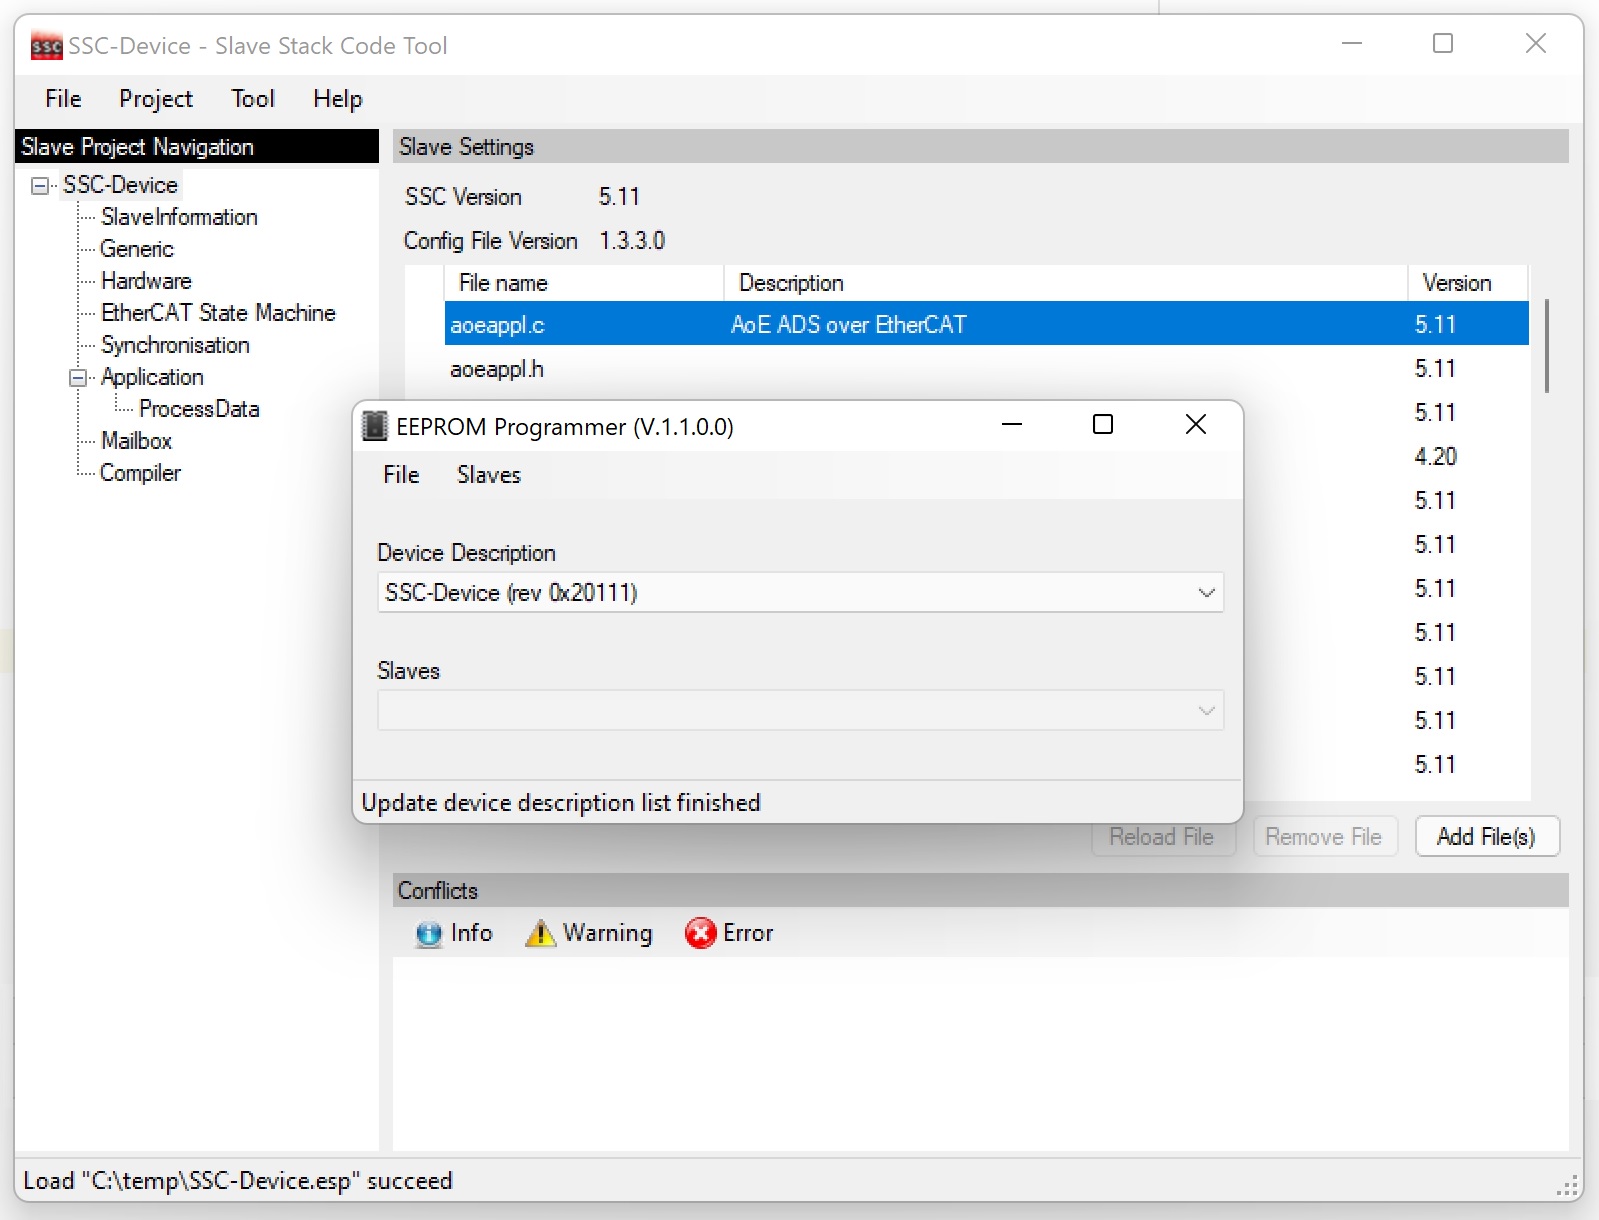 SSC SSC-Device - Slave Stack Code Tool
File Project Tool Help
Slave Project Navigation
SSC-Device
SlaveInformation
Generic
Hardware
EtherCAT State Machine
Synchronisation
Application
ProcessData
Mailbox
Compiler
Slave Settings
SSC Version 5.11
Config File Version 1.3.3.0
File name Description Version
aoeappl.c AoE ADS over EtherCAT 5.11
aoeappl.h 5.11
5.11
4.20
5.11
5.11
5.11
5.11
5.11
5.11
5.11
EEPROM Programmer (V.1.1.0.0)
File Slaves
Device Description
SSC-Device (rev 0x20111)
Slaves
Update device description list finished
Reload File Remove File Add File(s)
Conflicts
Info Warning Error
Load "C:\temp\SSC-Device.esp" succeed